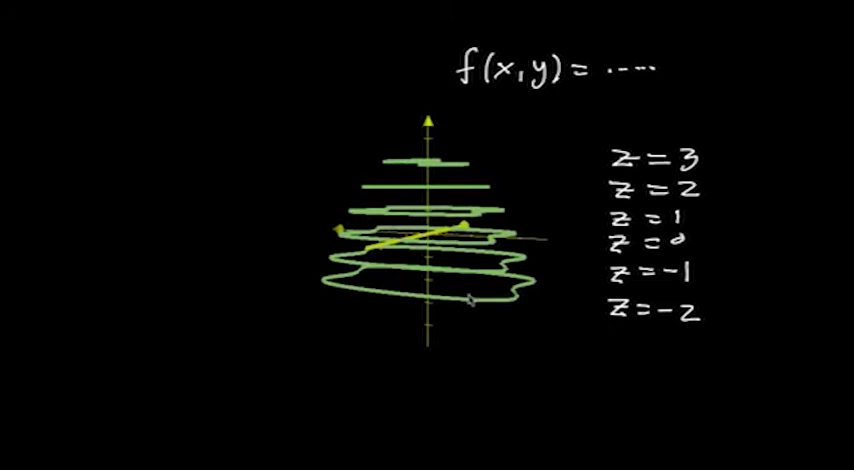 f(x,y) = .....
z = 3
z = 2
z = 1
z = 0
z = -1
z = -2